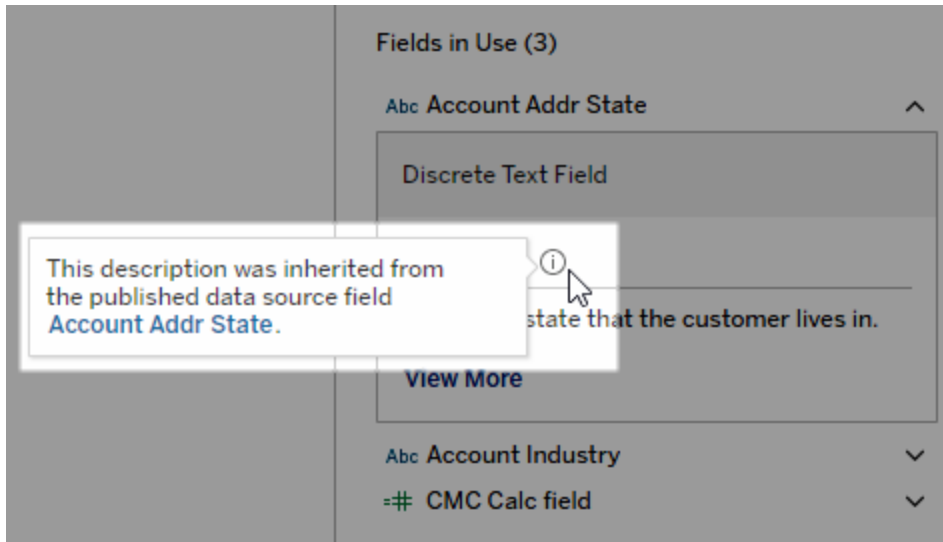 Fields in Use (3)
Abc Account Addr State
Discrete Text Field
This description was inherited from
the published data source field
Account Addr State.
state that the customer lives in.
View More
Abc Account Industry
=# CMC Calc field